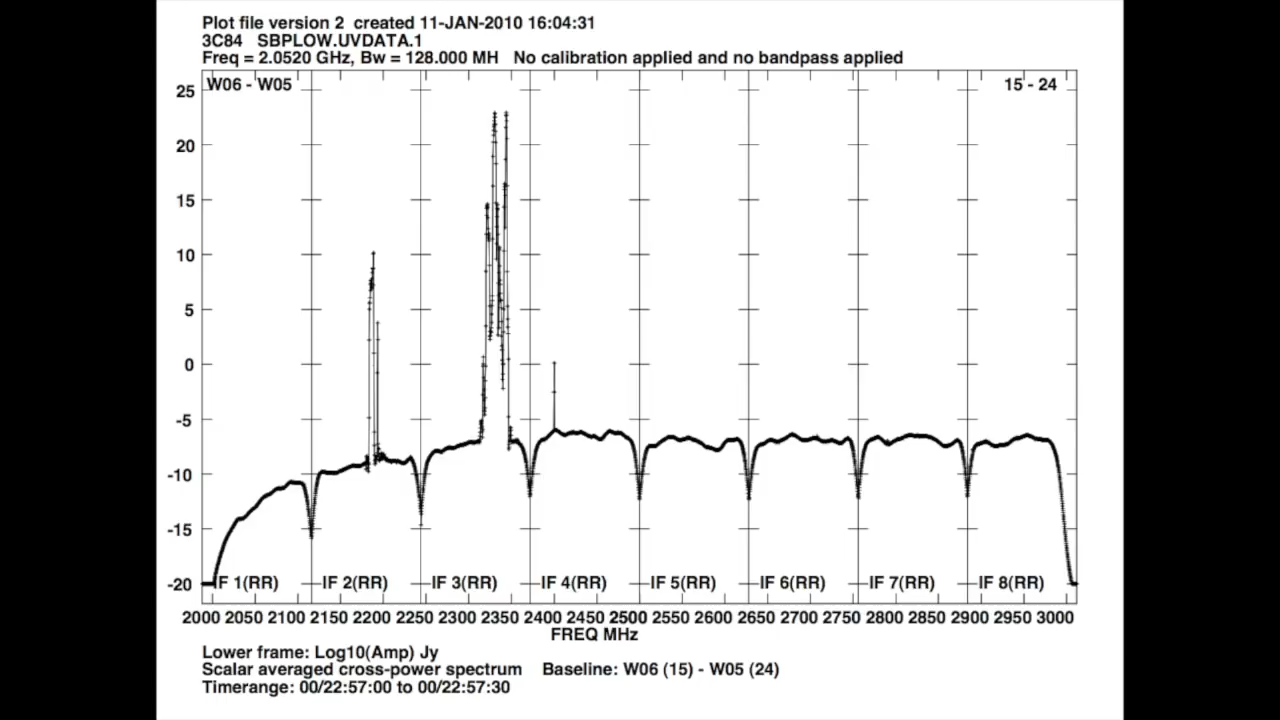 Plot file version 2 created 11-JAN-2010 16:04:31
3C84 SBPLOW.UVDATA.1
Freq = 2.0520 GHz, Bw = 128.000 MH No calibration applied and no bandpass applied
W06 - W05 15 - 24
25
20
15
10
5
0
-5
-10
-15
-20
IF 1(RR) IF 2(RR) IF 3(RR) IF 4(RR) IF 5(RR) IF 6(RR) IF 7(RR) IF 8(RR)
2000 2050 2100 2150 2200 2250 2300 2350 2400 2450 2500 2550 2600 2650 2700 2750 2800 2850 2900 2950 3000
FREQ MHz
Lower frame: Log10(Amp) Jy
Scalar averaged cross-power spectrum Baseline: W06 (15) - W05 (24)
Timerange: 00/22:57:00 to 00/22:57:30